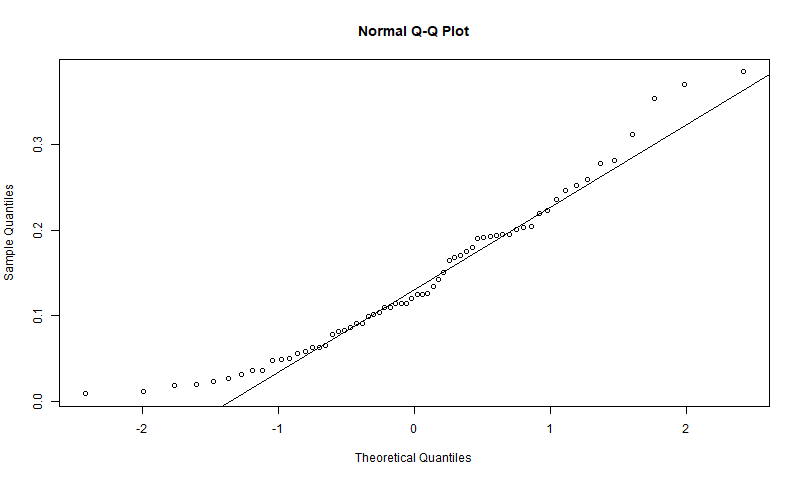 Normal Q-Q Plot
Sample Quantiles
0.3
0.2
0.1
0.0
-2 -1 0 1 2
Theoretical Quantiles